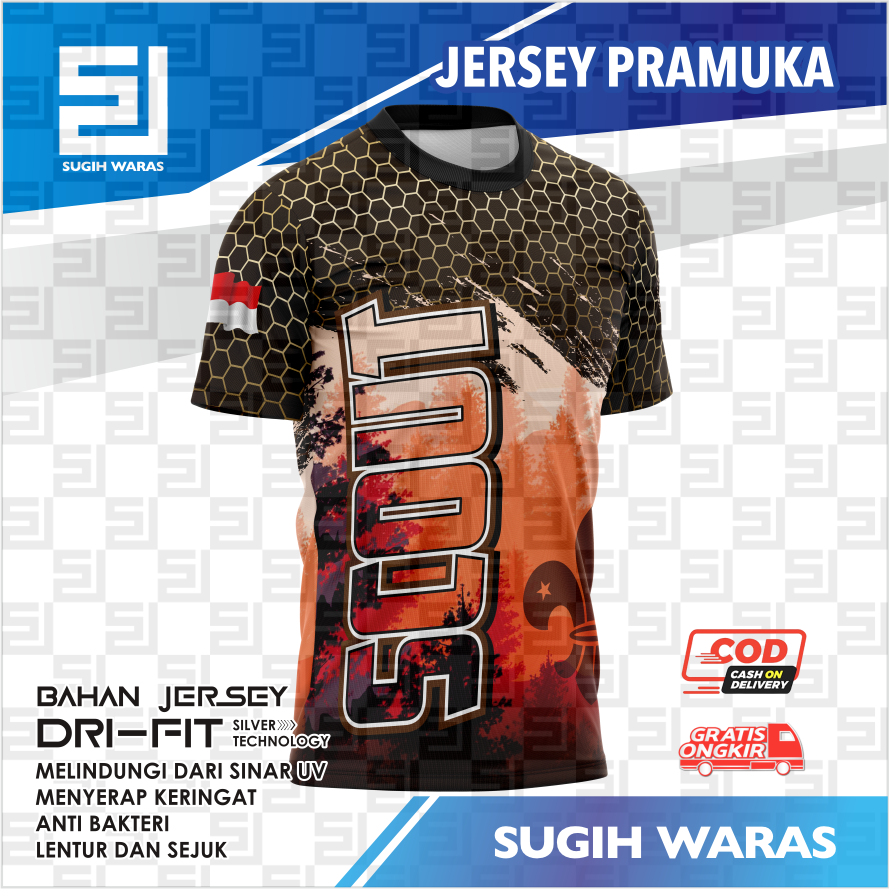 JERSEY PRAMUKA
SUGIH WARAS
SCOUT
COD
CASH ON
DELIVERY
GRATIS
ONGKIR
BAHAN JERSEY
DRI-FIT SILVER
TECHNOLOGY
MELINDUNGI DARI SINAR UV
MENYERAP KERINGAT
ANTI BAKTERI
LENTUR DAN SEJUK
SUGIH WARAS